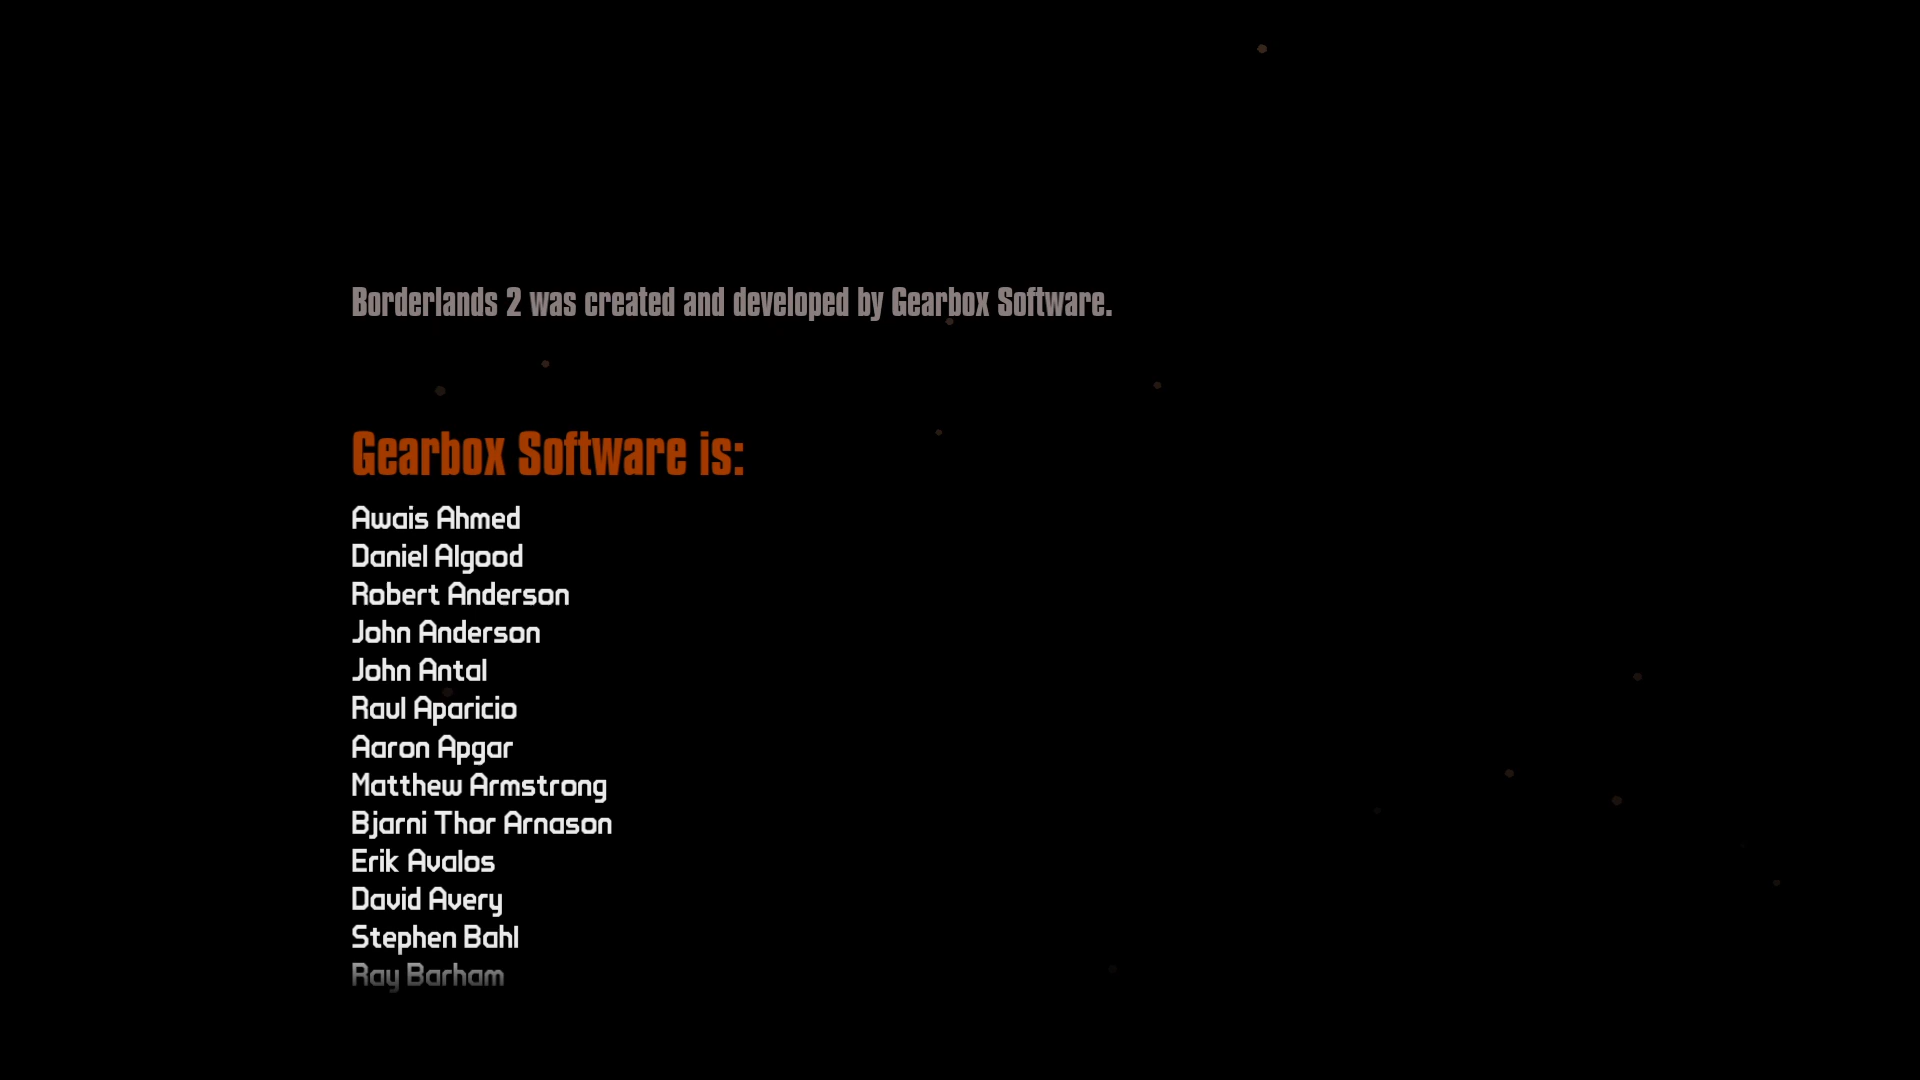 Borderlands 2 was created and developed by Gearbox Software.
Gearbox Software is:
Awais Ahmed
Daniel Algood
Robert Anderson
John Anderson
John Antal
Raul Aparicio
Aaron Apgar
Matthew Armstrong
Bjarni Thor Arnason
Erik Avalos
David Avery
Stephen Bahl
Ray Barham